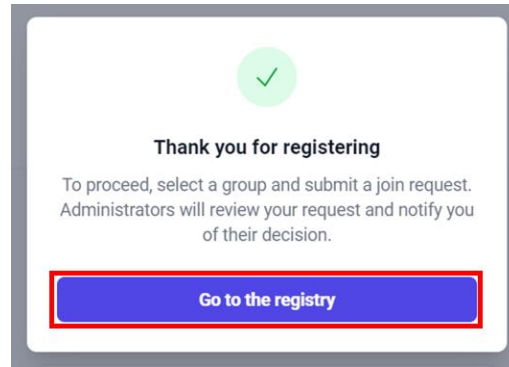 Thank you for registering
To proceed, select a group and submit a join request.
Administrators will review your request and notify you
of their decision.
Go to the registry